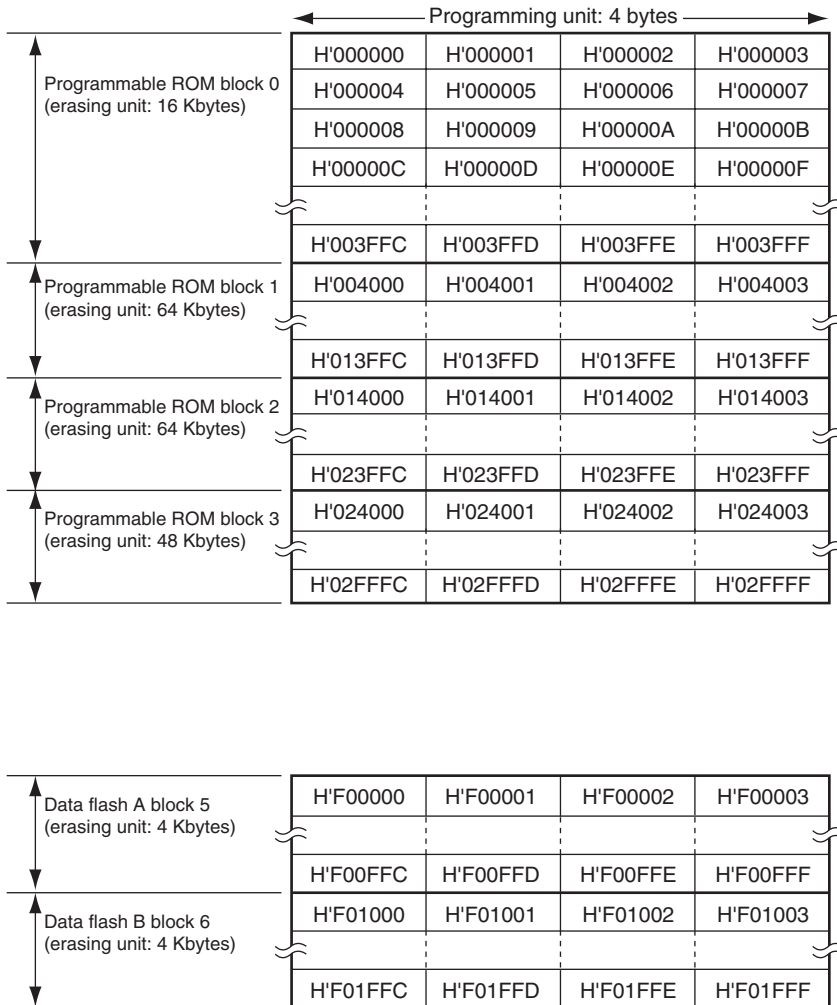 Programming unit: 4 bytes
Programmable ROM block 0
(erasing unit: 16 Kbytes)
H'000000 H'000001 H'000002 H'000003
H'000004 H'000005 H'000006 H'000007
H'000008 H'000009 H'00000A H'00000B
H'00000C H'00000D H'00000E H'00000F
H'003FFC H'003FFD H'003FFE H'003FFF
Programmable ROM block 1
(erasing unit: 64 Kbytes)
H'004000 H'004001 H'004002 H'004003
H'013FFC H'013FFD H'013FFE H'013FFF
Programmable ROM block 2
(erasing unit: 64 Kbytes)
H'014000 H'014001 H'014002 H'014003
H'023FFC H'023FFD H'023FFE H'023FFF
Programmable ROM block 3
(erasing unit: 48 Kbytes)
H'024000 H'024001 H'024002 H'024003
H'02FFFC H'02FFFD H'02FFFE H'02FFFF
Data flash A block 5
(erasing unit: 4 Kbytes)
H'F00000 H'F00001 H'F00002 H'F00003
H'F00FFC H'F00FFD H'F00FFE H'F00FFF
Data flash B block 6
(erasing unit: 4 Kbytes)
H'F01000 H'F01001 H'F01002 H'F01003
H'F01FFC H'F01FFD H'F01FFE H'F01FFF